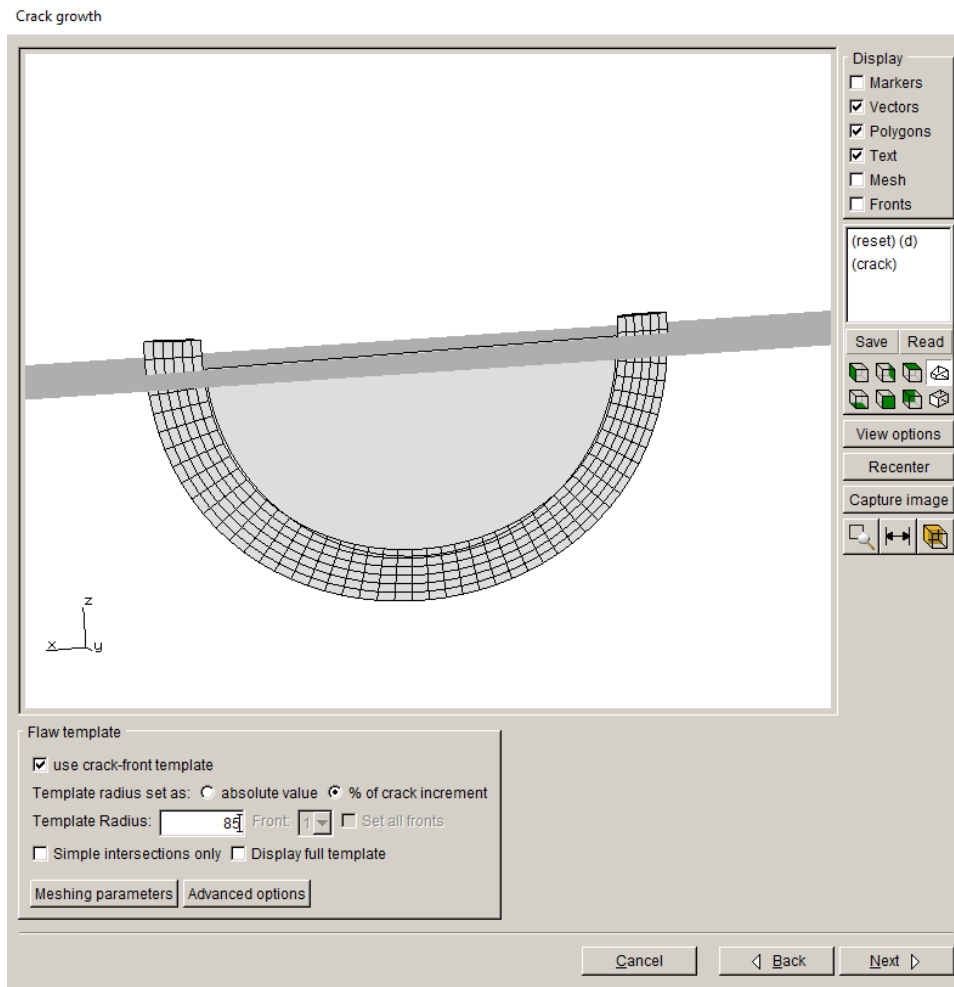 Crack growth
Display
Markers
Vectors
Polygons
Text
Mesh
Fronts
(reset) (d)
(crack)
Save Read
View options
Recenter
Capture image
z
x y
Flaw template
use crack-front template
Template radius set as: absolute value % of crack increment
Template Radius: 85 Front: 1 Set all fronts
Simple intersections only Display full template
Meshing parameters Advanced options
Cancel Back Next